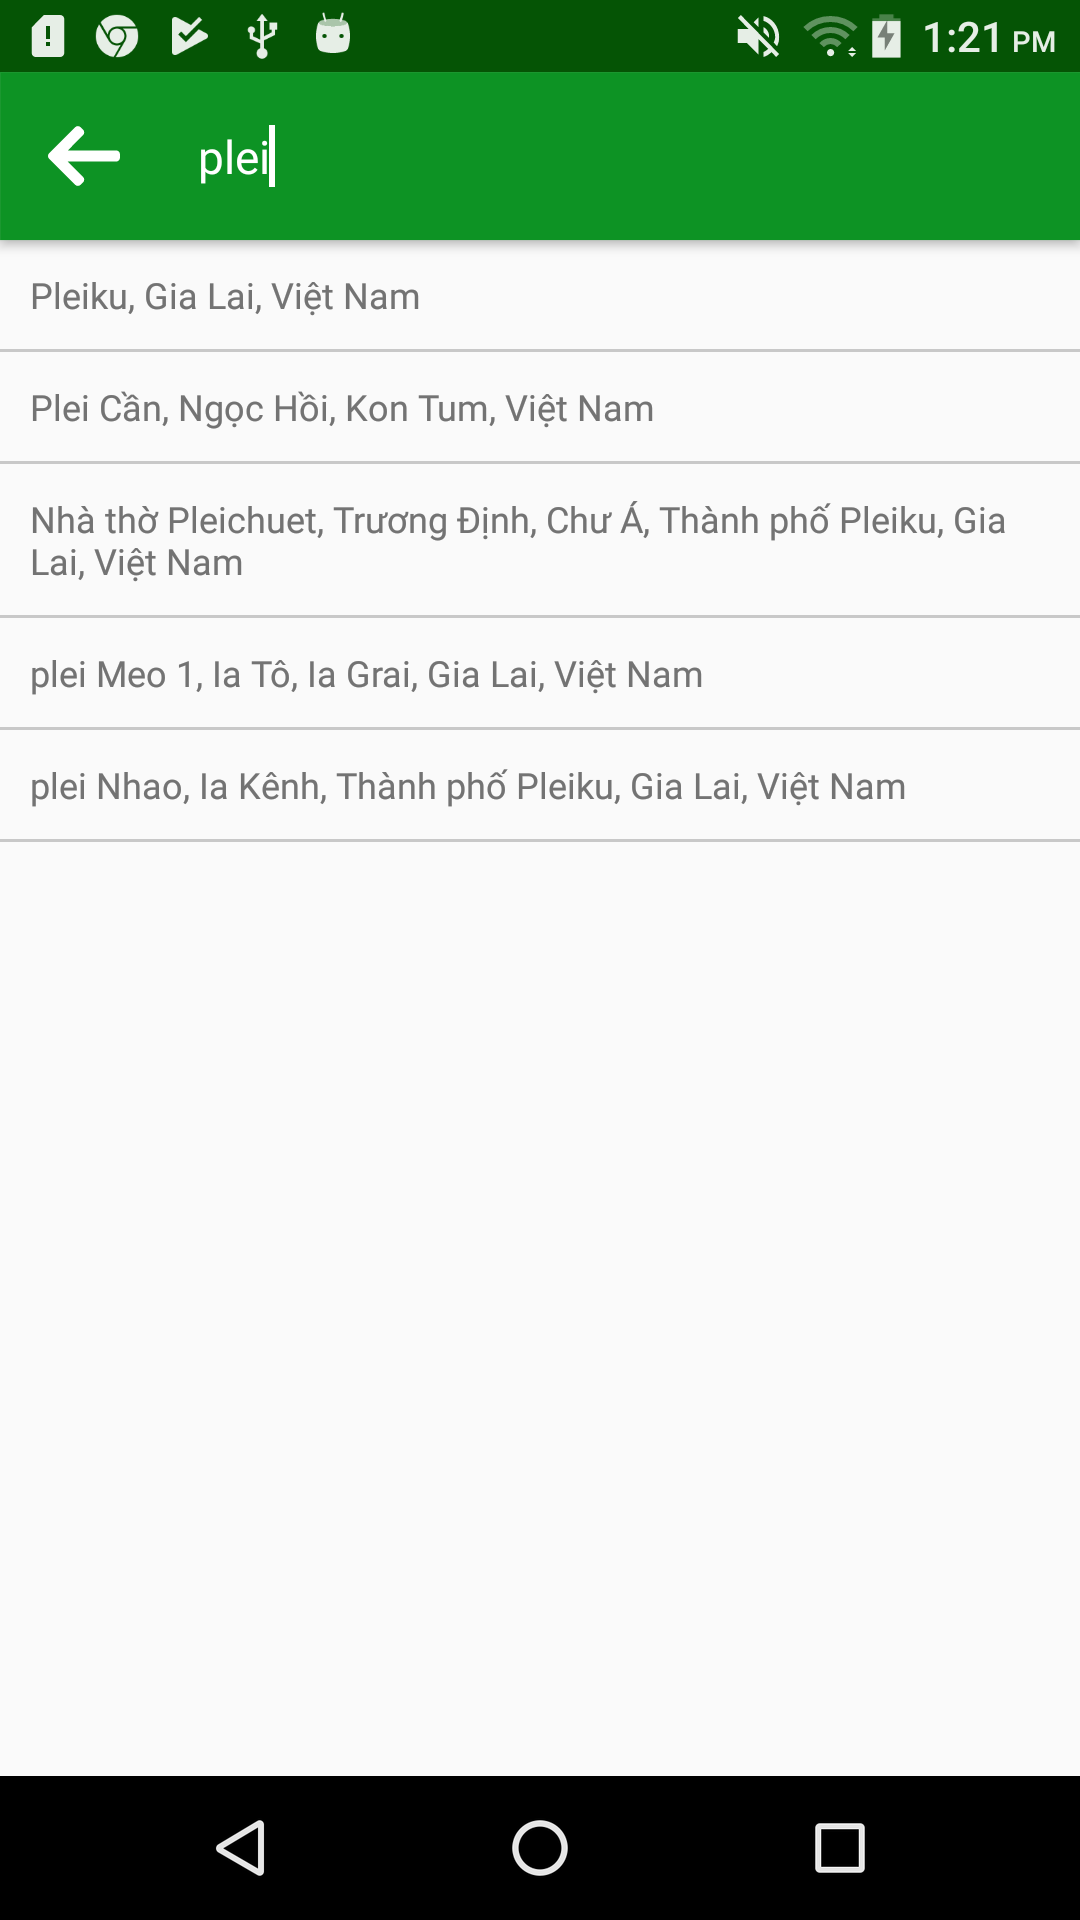 1:21 PM
plei
Pleiku, Gia Lai, Việt Nam
Plei Cần, Ngọc Hồi, Kon Tum, Việt Nam
Nhà thờ Pleichuet, Trương Định, Chư Á, Thành phố Pleiku, Gia
Lai, Việt Nam
plei Meo 1, Ia Tô, Ia Grai, Gia Lai, Việt Nam
plei Nhao, Ia Kênh, Thành phố Pleiku, Gia Lai, Việt Nam